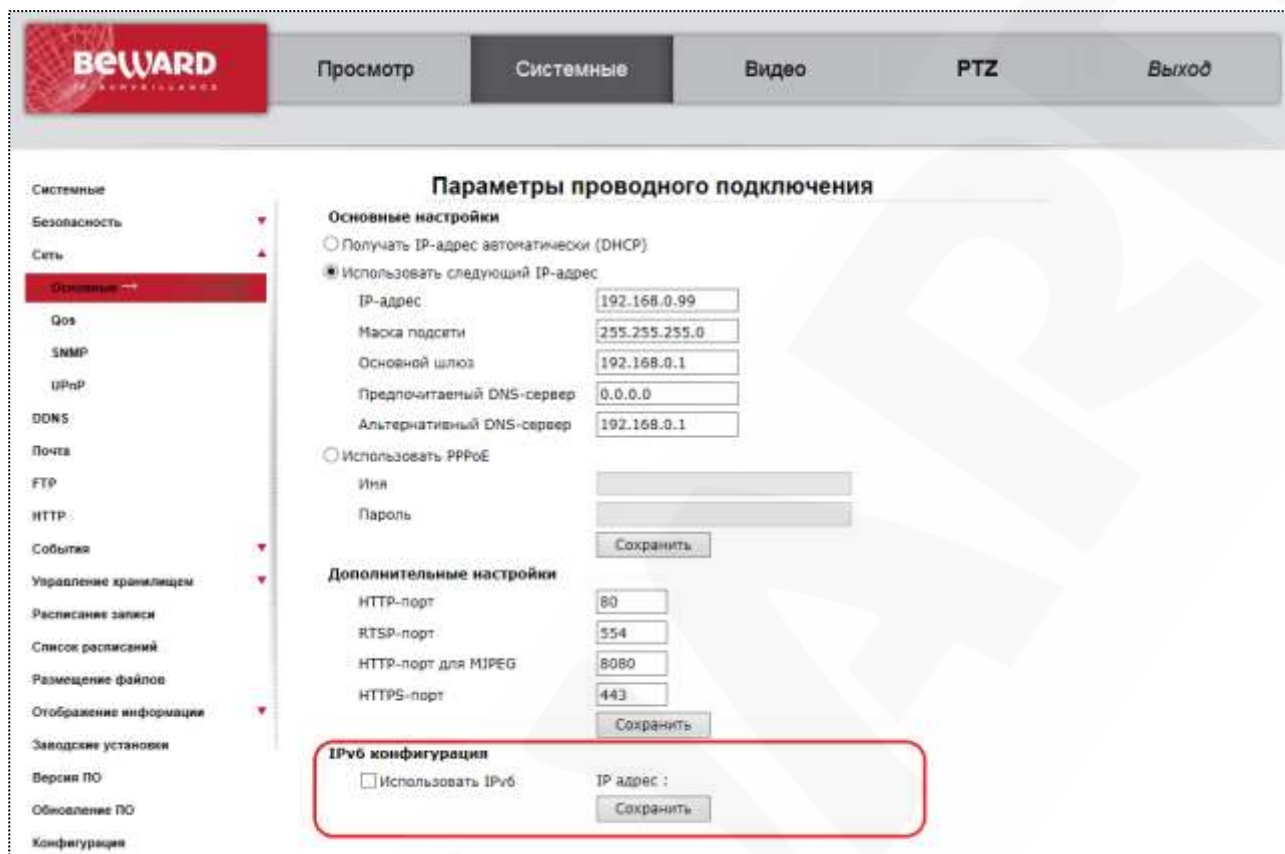 BEWARD
IP SURVEILLANCE
Просмотр
Системные
Видео
PTZ
Выход
Системные
Безопасность
Сеть
Основные
Qos
SNMP
UPnP
DDNS
Почта
FTP
HTTP
События
Управление хранилищем
Расписание записи
Список расписаний
Размещение файлов
Отображение информации
Заводские установки
Версия ПО
Обновление ПО
Конфигурация
Параметры проводного подключения
Основные настройки
Получать IP-адрес автоматически (DHCP)
Использовать следующий IP-адрес
IP-адрес 192.168.0.99
Маска подсети 255.255.255.0
Основной шлюз 192.168.0.1
Предпочитаемый DNS-сервер 0.0.0.0
Альтернативный DNS-сервер 192.168.0.1
Использовать PPPoE
Имя
Пароль
Сохранить
Дополнительные настройки
HTTP-порт 80
RTSP-порт 554
HTTP-порт для MJPEG 8080
HTTPS-порт 443
Сохранить
IPv6 конфигурация
Использовать IPv6 IP адрес :
Сохранить